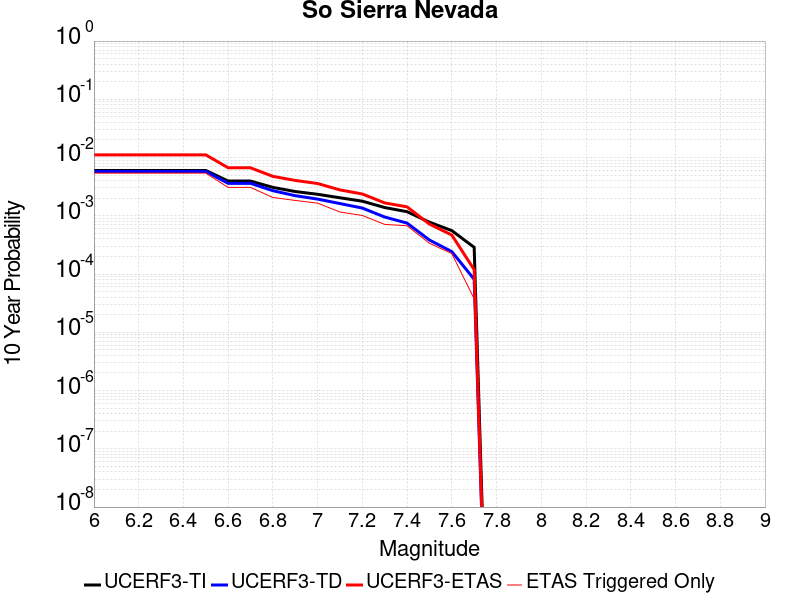 So Sierra Nevada
10 0
10 -1
10 -2
10 -3
10 -4
10 -5
10 -6
10 -7
10 -8
10 Year Probability
6 6.2 6.4 6.6 6.8 7 7.2 7.4 7.6 7.8 8 8.2 8.4 8.6 8.8 9
Magnitude
UCERF3-TI UCERF3-TD UCERF3-ETAS ETAS Triggered Only